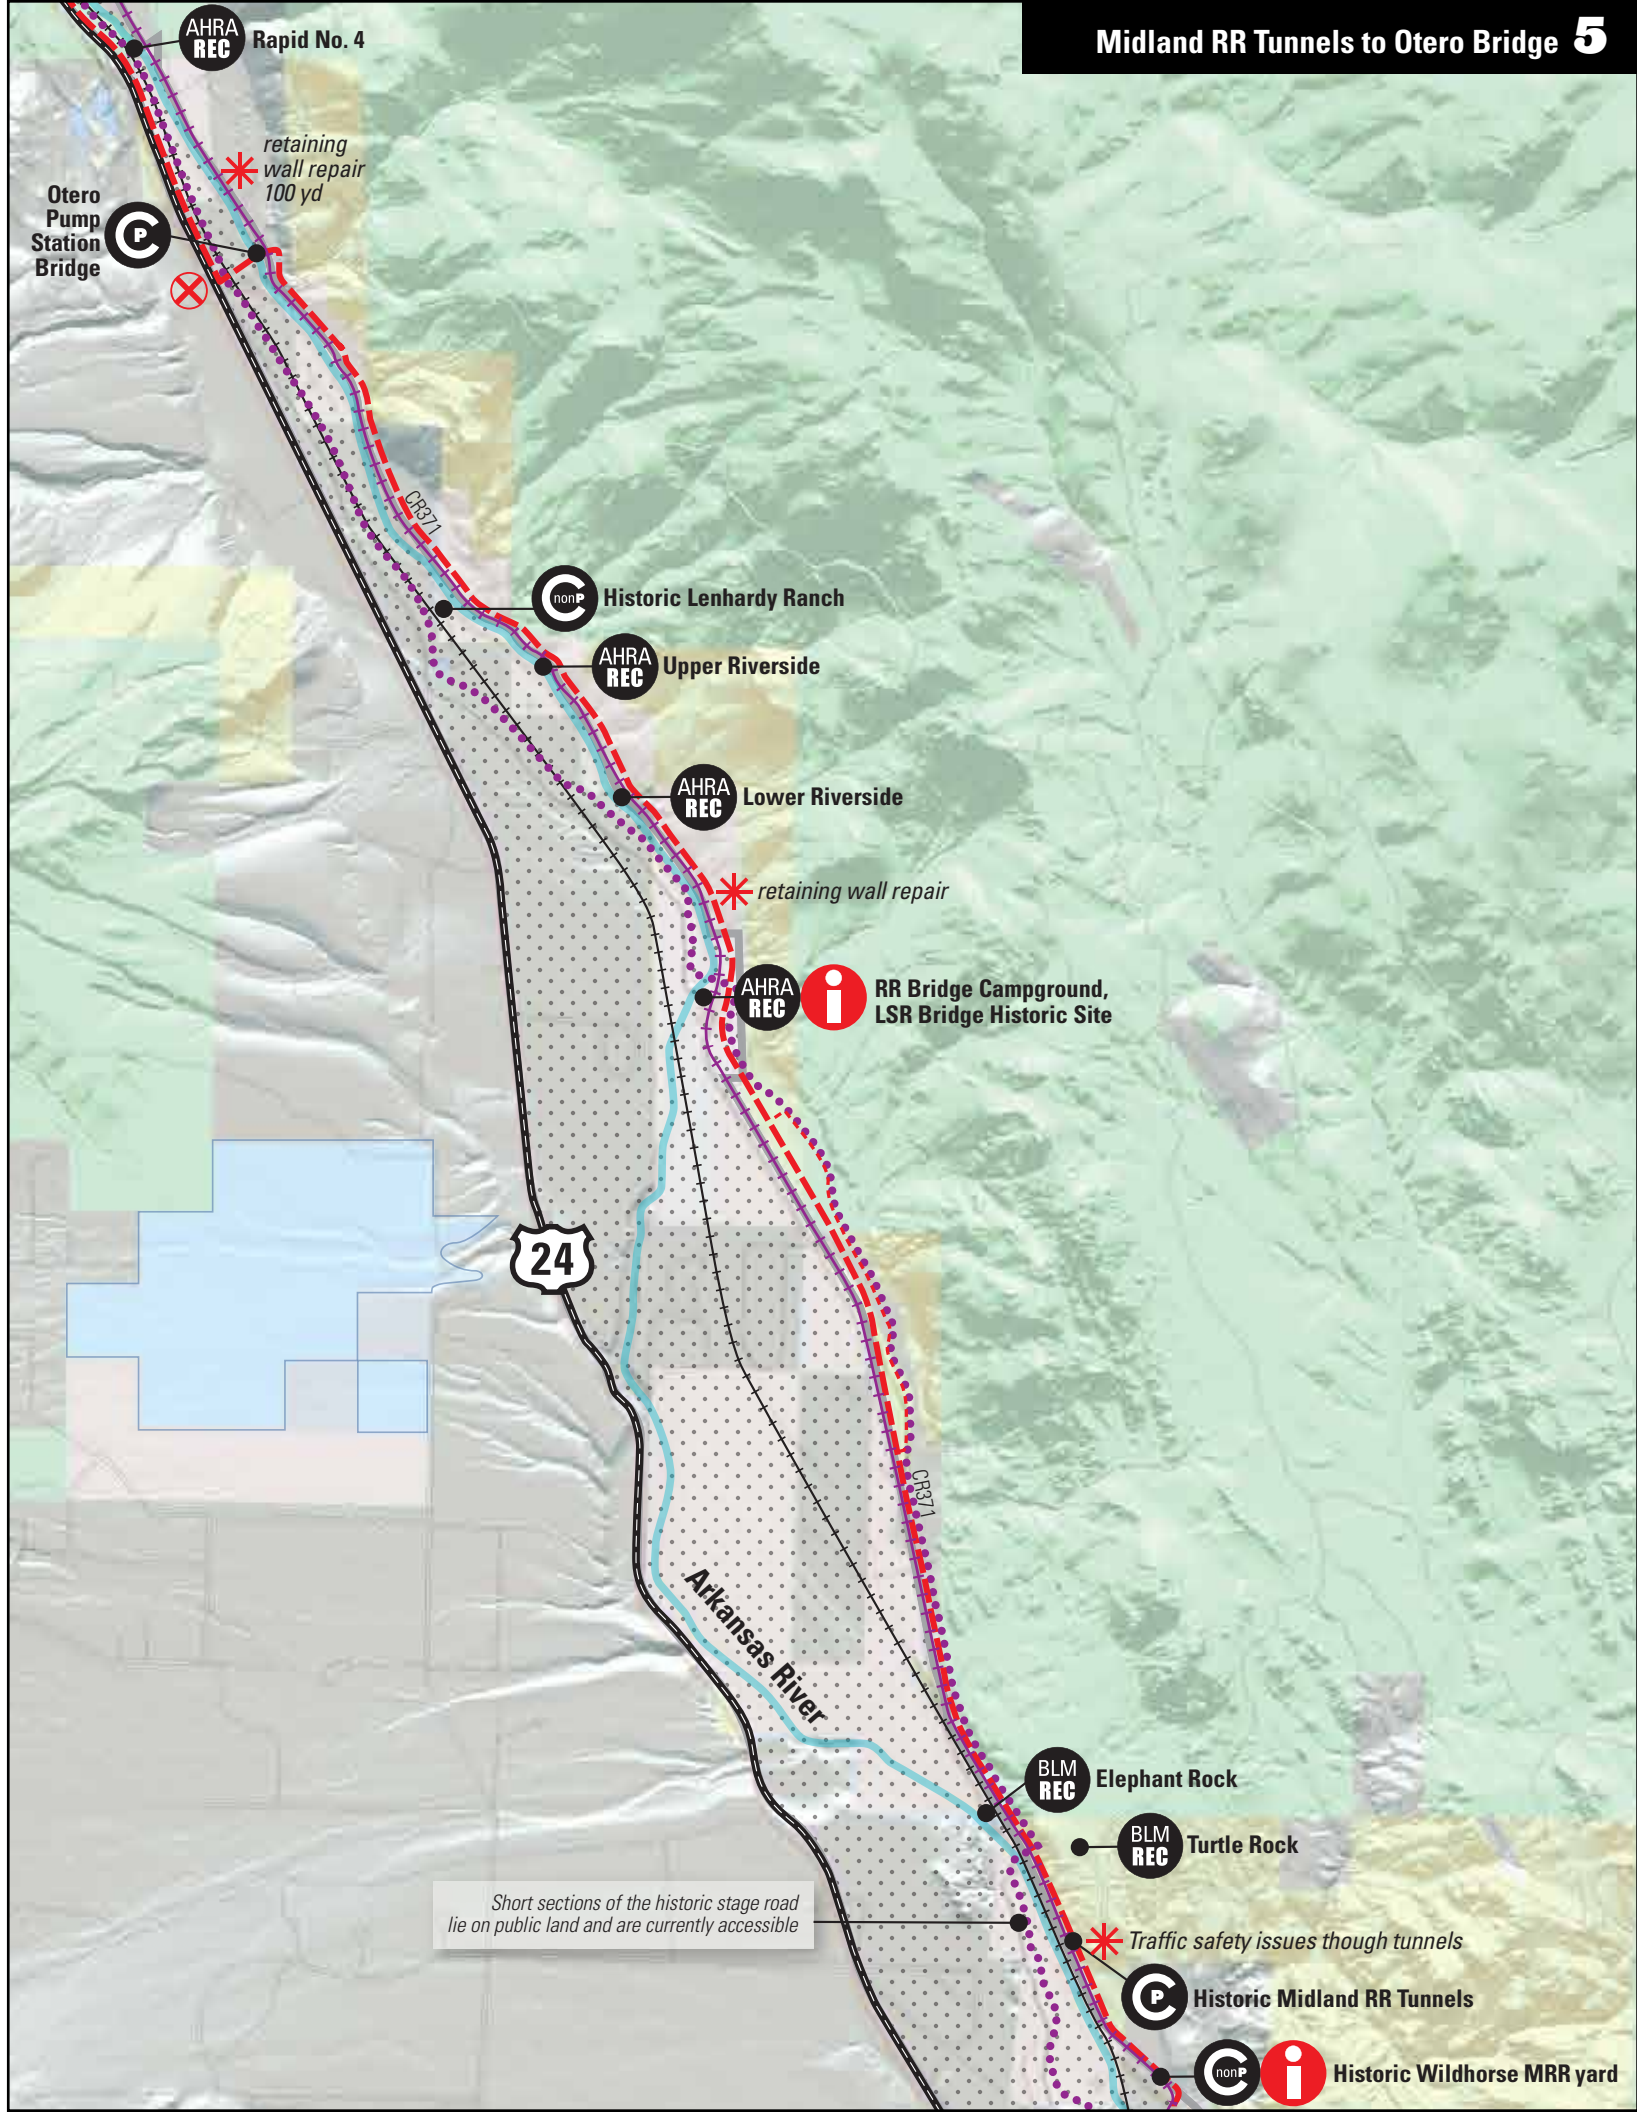 Midland RR Tunnels to Otero Bridge 5
AHRA
REC
Rapid No. 4
retaining
wall repair
100 yd
Otero
Pump
Station
Bridge
C
P
CR371
C
nonP
Historic Lenhardy Ranch
AHRA
REC
Upper Riverside
AHRA
REC
Lower Riverside
retaining wall repair
AHRA
REC
i
RR Bridge Campground,
LSR Bridge Historic Site
24
CR371
Arkansas River
BLM
REC
Elephant Rock
BLM
REC
Turtle Rock
Short sections of the historic stage road
lie on public land and are currently accessible
Traffic safety issues though tunnels
C
P
Historic Midland RR Tunnels
C
nonP
i
Historic Wildhorse MRR yard